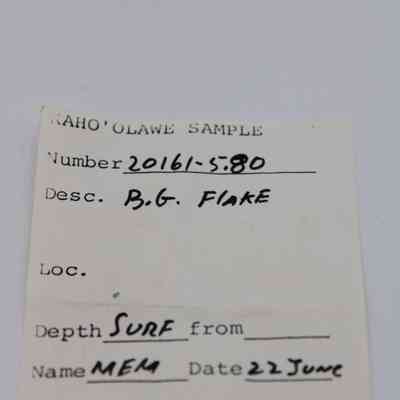 KAHO'OLAWE SAMPLE
Number 20161-5.80
Desc. B.G. FLAKE
Loc.
Depth SURF from
Name MEM Date 22 June